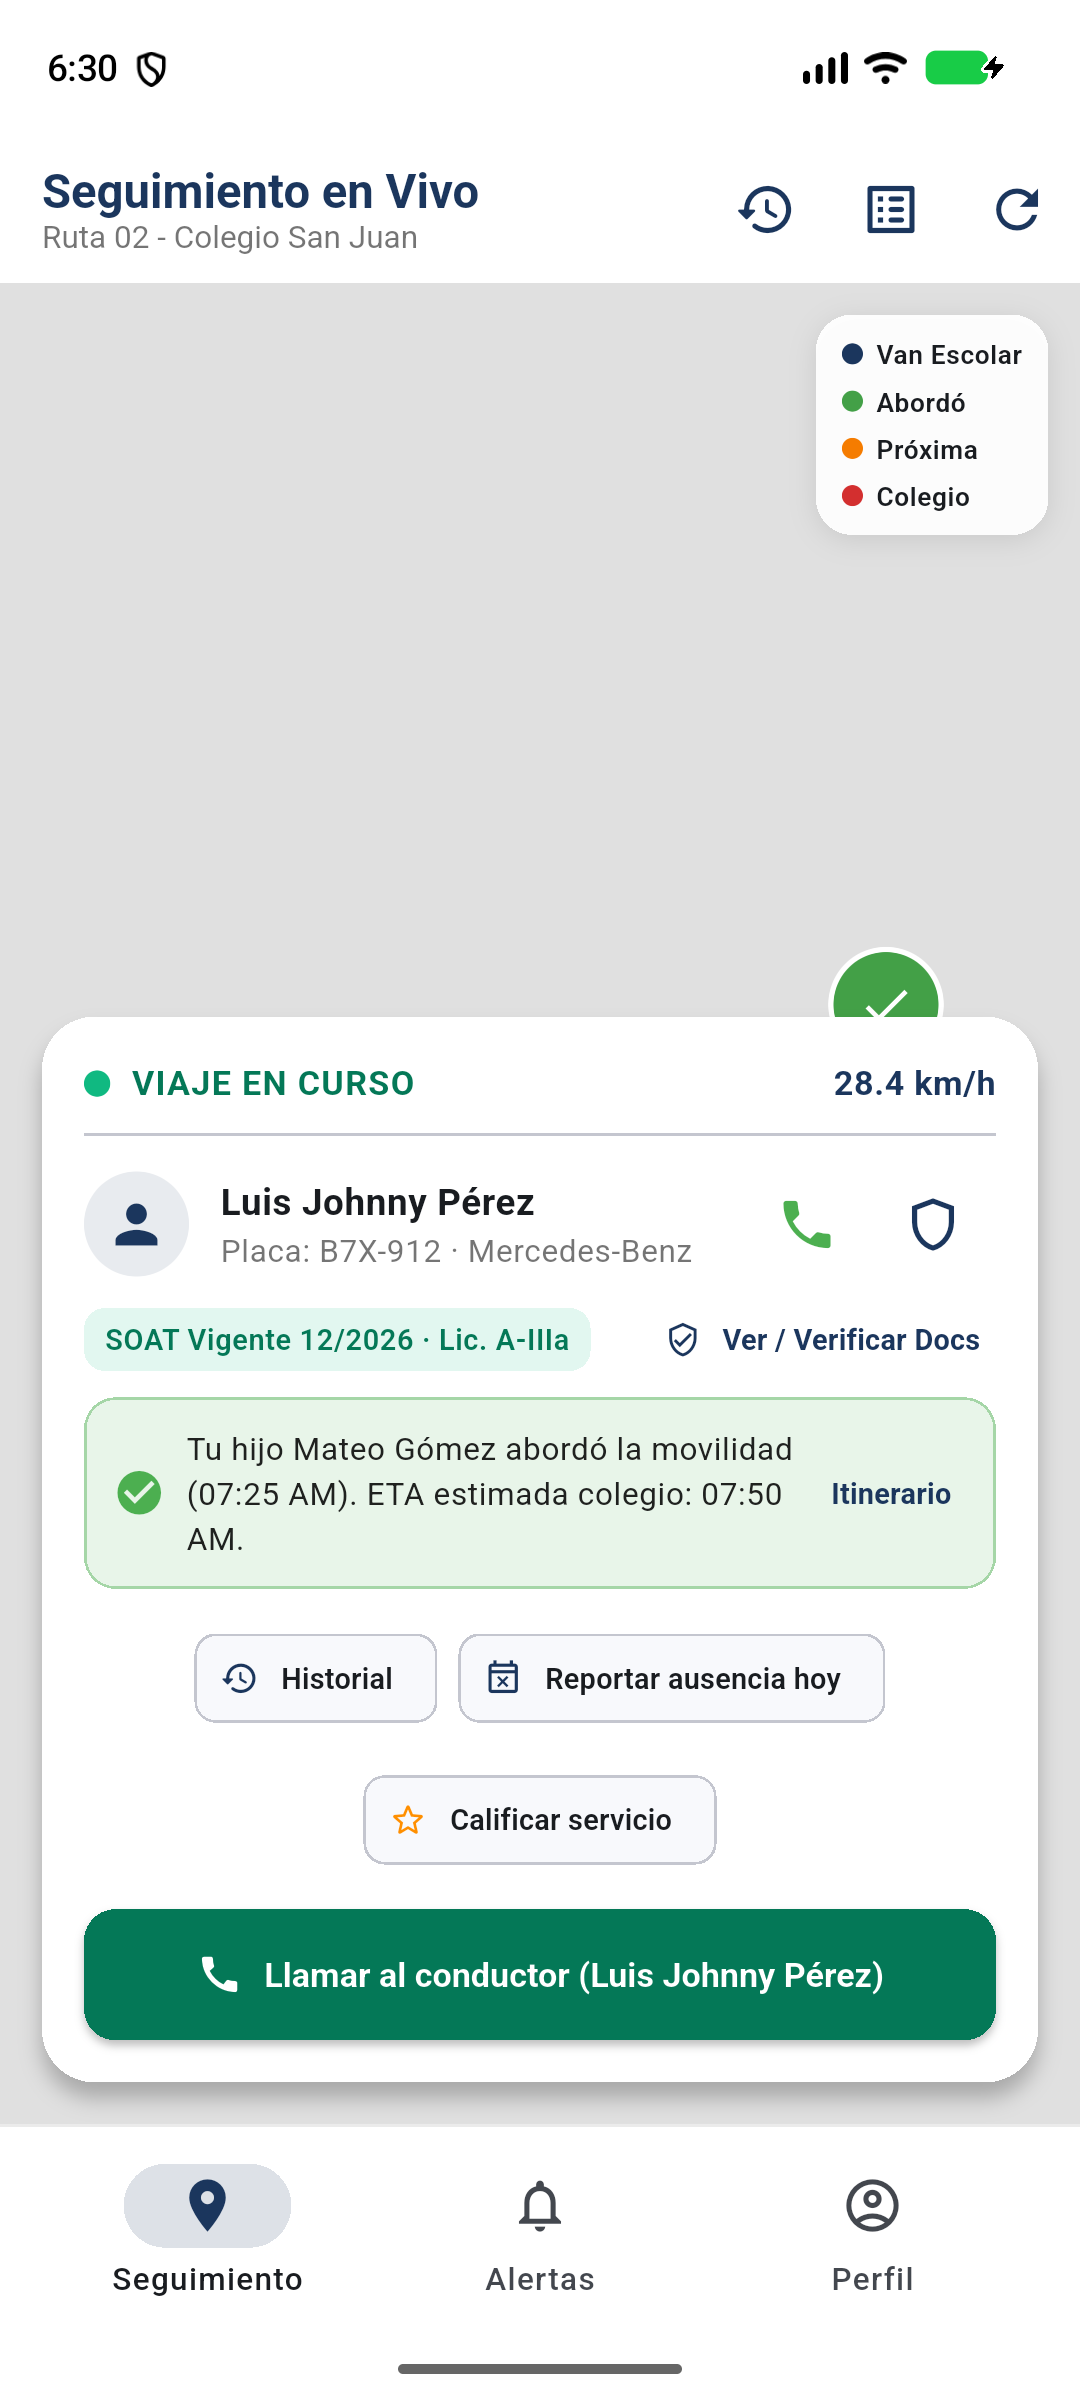 6:30
Seguimiento en Vivo
Ruta 02 - Colegio San Juan
Van Escolar
Abordó
Próxima
Colegio
VIAJE EN CURSO
28.4 km/h
Luis Johnny Pérez
Placa: B7X-912 · Mercedes-Benz
SOAT Vigente 12/2026 · Lic. A-IIIa
Ver / Verificar Docs
Tu hijo Mateo Gómez abordó la movilidad
(07:25 AM). ETA estimada colegio: 07:50
AM.
Itinerario
Historial
Reportar ausencia hoy
Calificar servicio
Llamar al conductor (Luis Johnny Pérez)
Seguimiento
Alertas
Perfil